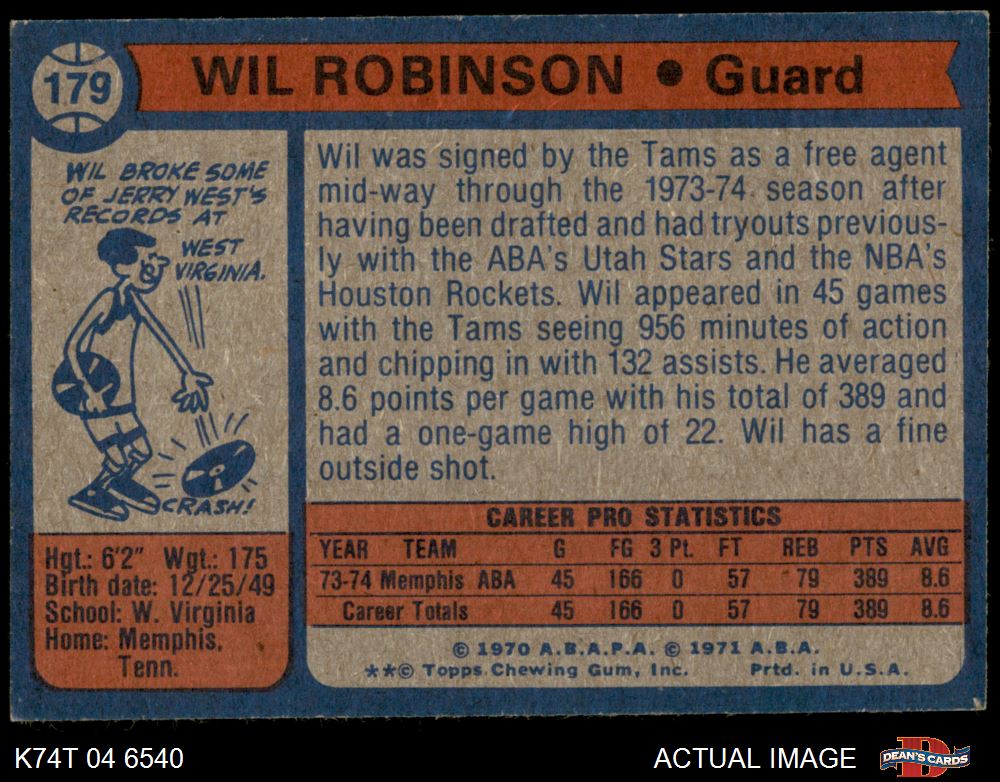 179
WIL ROBINSON ● Guard
WIL BROKE SOME
OF JERRY WEST'S
RECORDS AT
WEST
VIRGINIA.
CRASH!
Hgt.: 6'2" Wgt.: 175
Birth date: 12/25/49
School: W. Virginia
Home: Memphis,
Tenn.
Wil was signed by the Tams as a free agent
mid-way through the 1973-74 season after
having been drafted and had tryouts previous-
ly with the ABA's Utah Stars and the NBA's
Houston Rockets. Wil appeared in 45 games
with the Tams seeing 956 minutes of action
and chipping in with 132 assists. He averaged
8.6 points per game with his total of 389 and
had a one-game high of 22. Wil has a fine
outside shot.
CAREER PRO STATISTICS
YEAR TEAM G FG 3 Pt. FT REB PTS AVG
73-74 Memphis ABA 45 166 0 57 79 389 8.6
Career Totals 45 166 0 57 79 389 8.6
© 1970 A.B.A.P.A. © 1971 A.B.A.
**© Topps Chewing Gum, Inc. Prtd. in U.S.A.
K74T 04 6540
ACTUAL IMAGE
DEAN'S CARDS